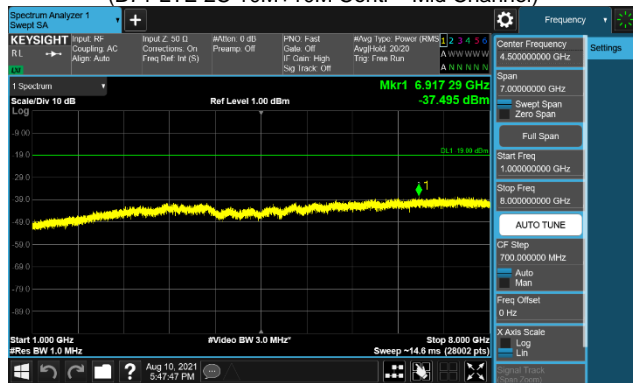 Spectrum Analyzer 1
Swept SA
Frequency
KEYSIGHT
RL
Input: RF
Coupling: AC
Align: Auto
Input Z: 50 Ω
Corrections: On
Freq Ref: Int (S)
#Atten: 0 dB
Preamp: Off
PNO: Fast
Gate: Off
IF Gain: High
Sig Track: Off
#Avg Type: Power (RMS
Avg|Hold: 20/20
Trig: Free Run
1 2 3 4 5 6
A W W W W W
A N N N N N
LW
1 Spectrum
Scale/Div 10 dB
Log
Ref Level 1.00 dBm
Mkr1 6.917 29 GHz
-37.495 dBm
-9.00
-19.0
-29.0
-39.0
-49.0
-59.0
-69.0
-79.0
-89.0
DL1 -19.00 dBm
1
Start 1.000 GHz
#Res BW 1.0 MHz
#Video BW 3.0 MHz*
Stop 8.000 GHz
Sweep ~14.6 ms (28002 pts)
Center Frequency
4.500000000 GHz
Settings
Span
7.00000000 GHz
Swept Span
Zero Span
Full Span
Start Freq
1.000000000 GHz
Stop Freq
8.000000000 GHz
AUTO TUNE
CF Step
700.000000 MHz
Auto
Man
Freq Offset
0 Hz
X Axis Scale
Log
Lin
Signal Track
(Span Zoom)
?
Aug 10, 2021
5:47:47 PM